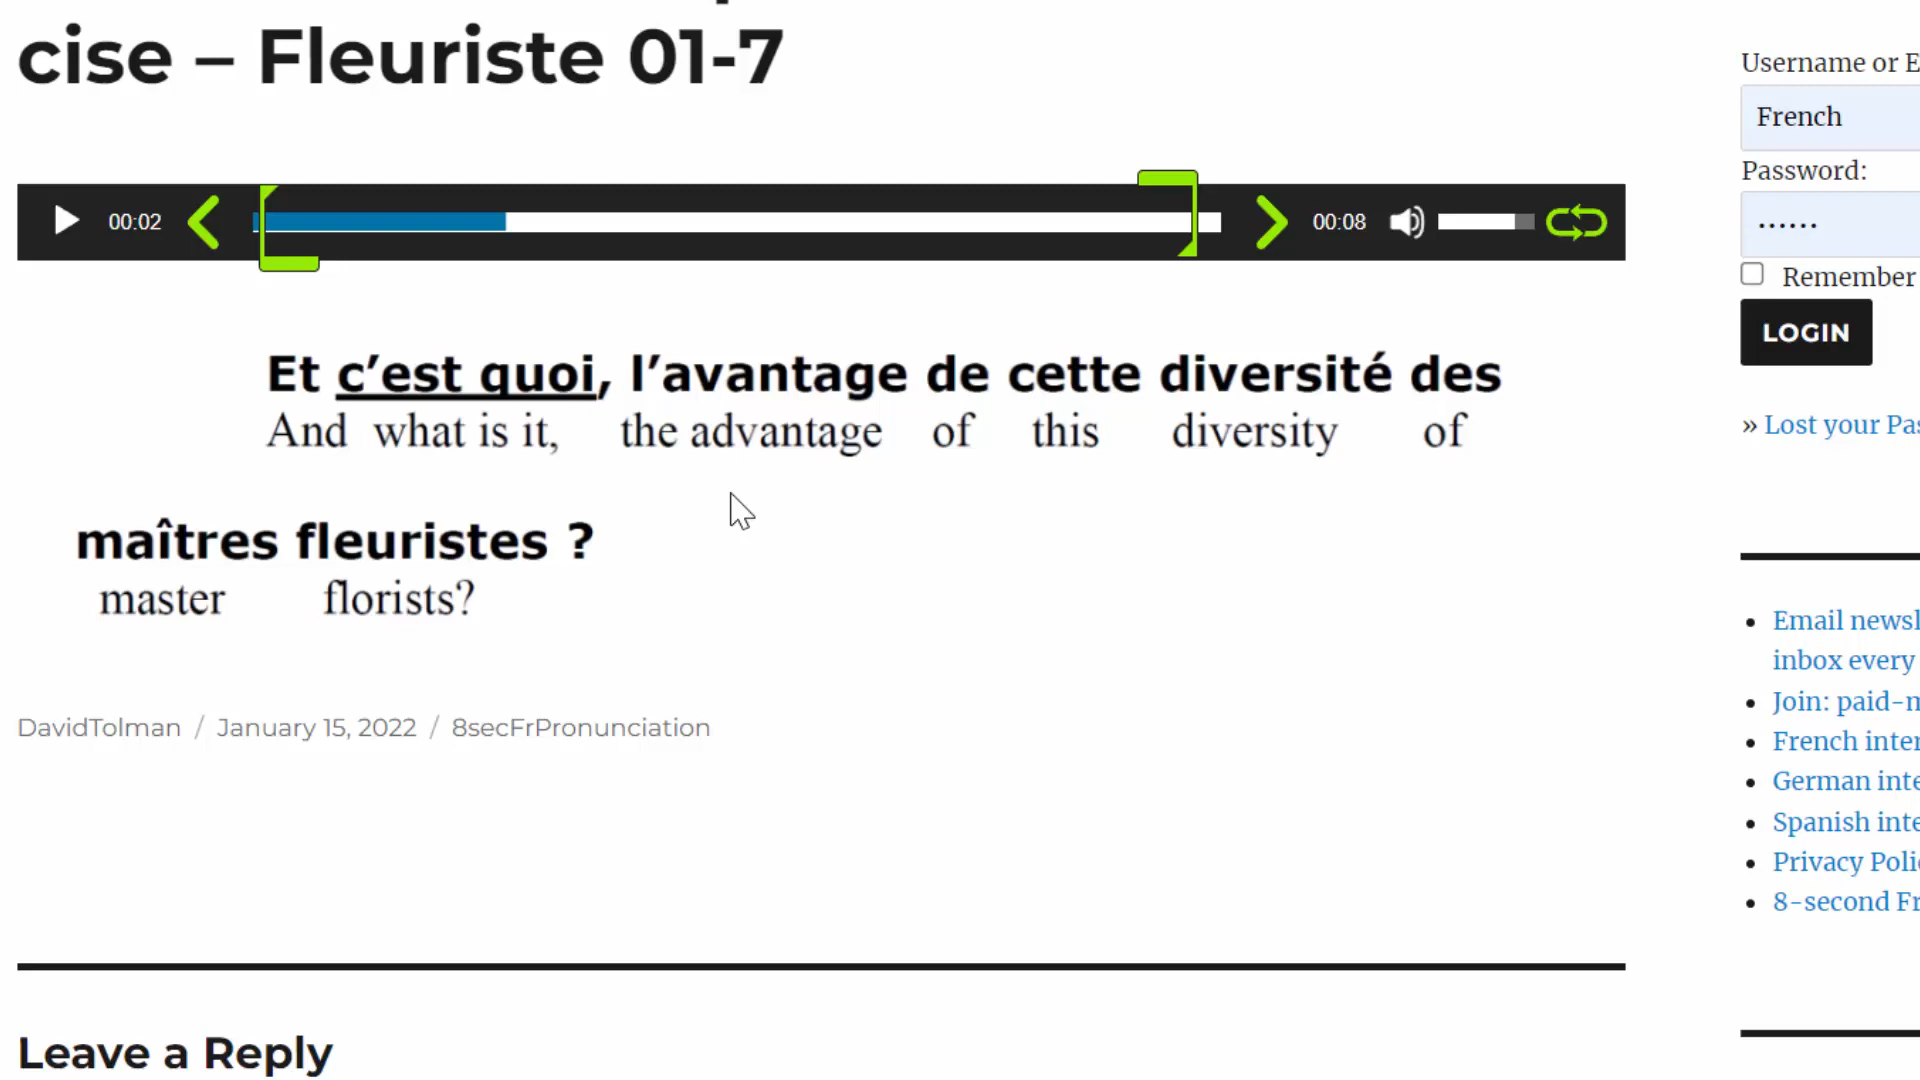 cise – Fleuriste 01-7
00:02
00:08
Et c’est quoi, l’avantage de cette diversité des
And what is it, the advantage of this diversity of
maîtres fleuristes ?
master florists?
DavidTolman / January 15, 2022 / 8secFrPronunciation
Leave a Reply
Username or E
French
Password:
••••••
Remember
LOGIN
» Lost your Pas
Email newsl
inbox every
Join: paid-m
French inter
German inte
Spanish inte
Privacy Poli
8-second Fr